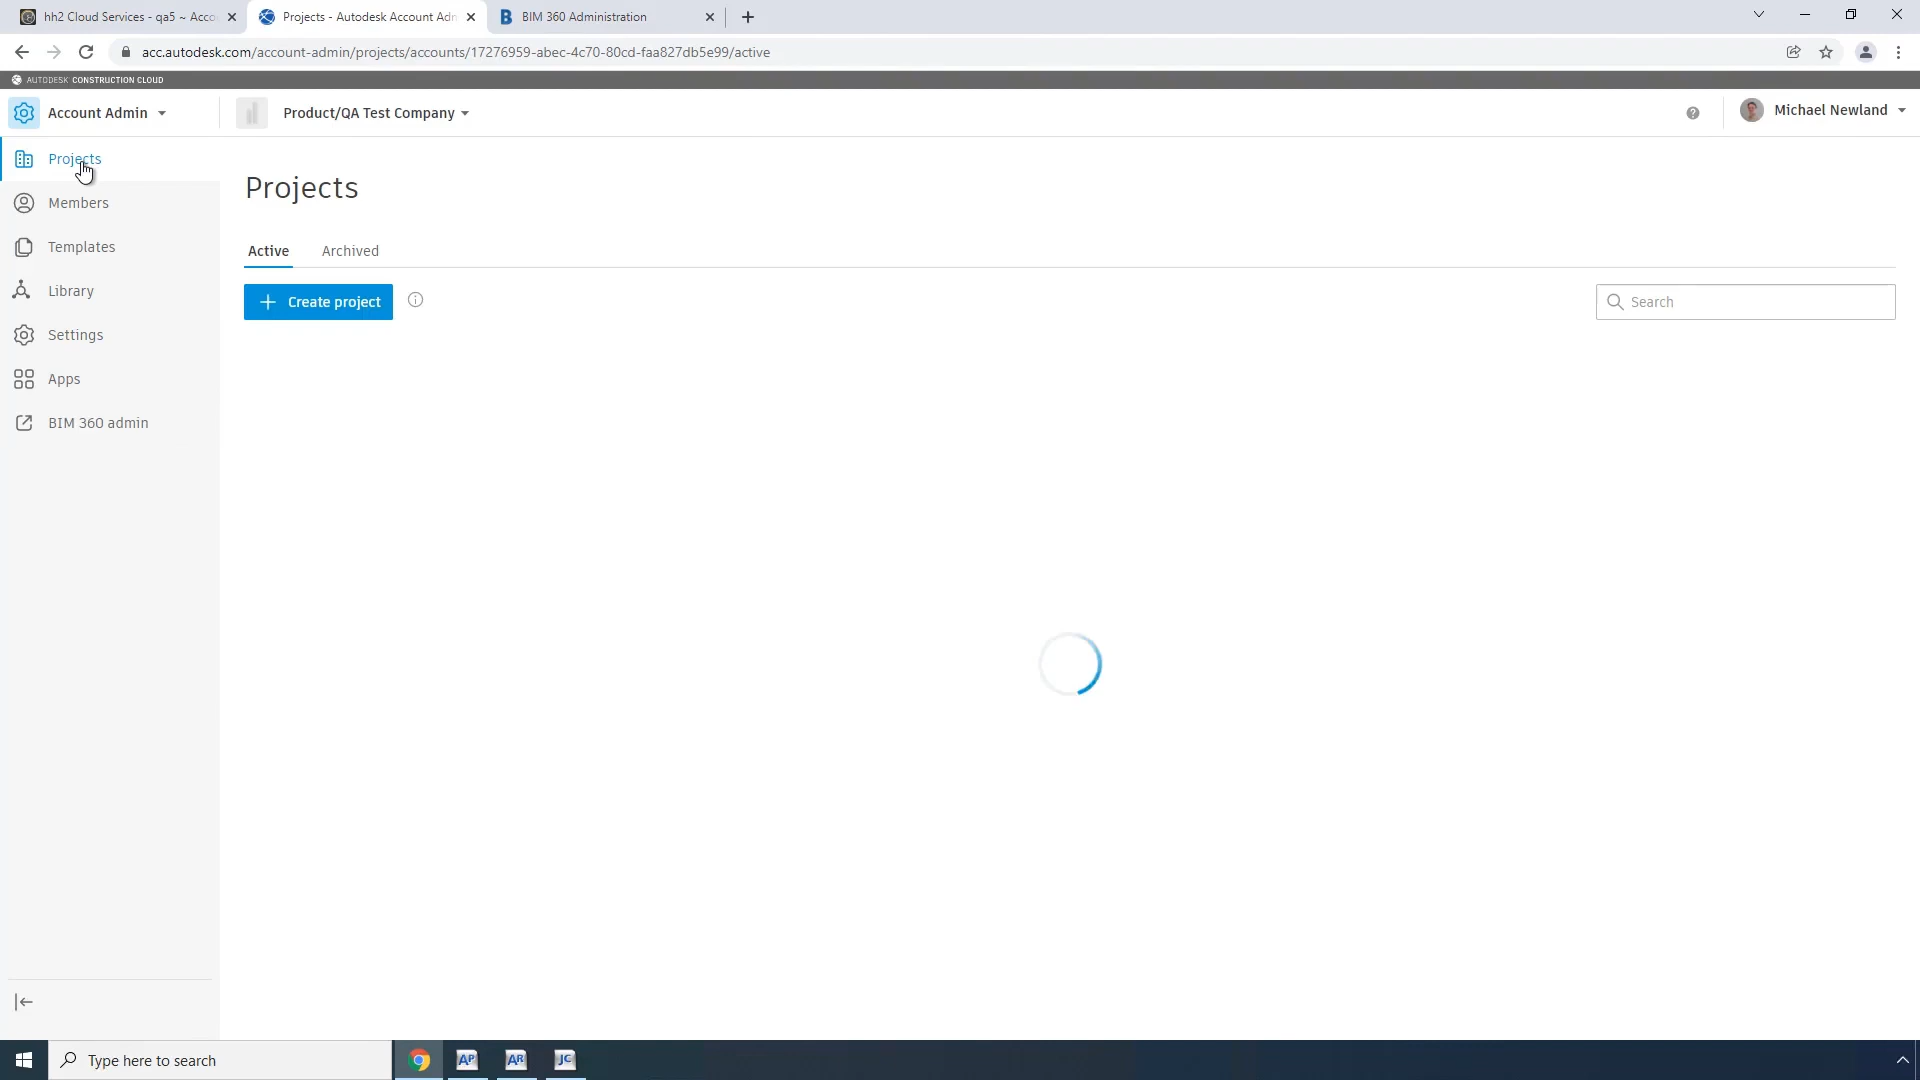 hh2 Cloud Services - qa5 ~ Acco
Projects - Autodesk Account Adm
BIM 360 Administration
acc.autodesk.com/account-admin/projects/accounts/17276959-abec-4c70-80cd-faa827db5e99/active
AUTODESK CONSTRUCTION CLOUD
Account Admin
Product/QA Test Company
Michael Newland
Projects
Members
Templates
Library
Settings
Apps
BIM 360 admin
Projects
Active
Archived
Create project
Search
Type here to search
AP
AR
JC